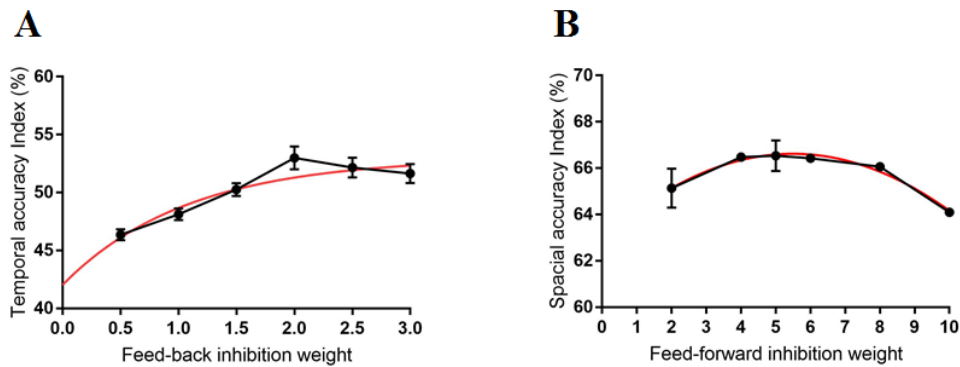 A
Temporal accuracy Index (%)
60
55
50
45
40
0.0 0.5 1.0 1.5 2.0 2.5 3.0
Feed-back inhibition weight
B
Spacial accuracy Index (%)
70
68
66
64
62
60
0 1 2 3 4 5 6 7 8 9 10
Feed-forward inhibition weight